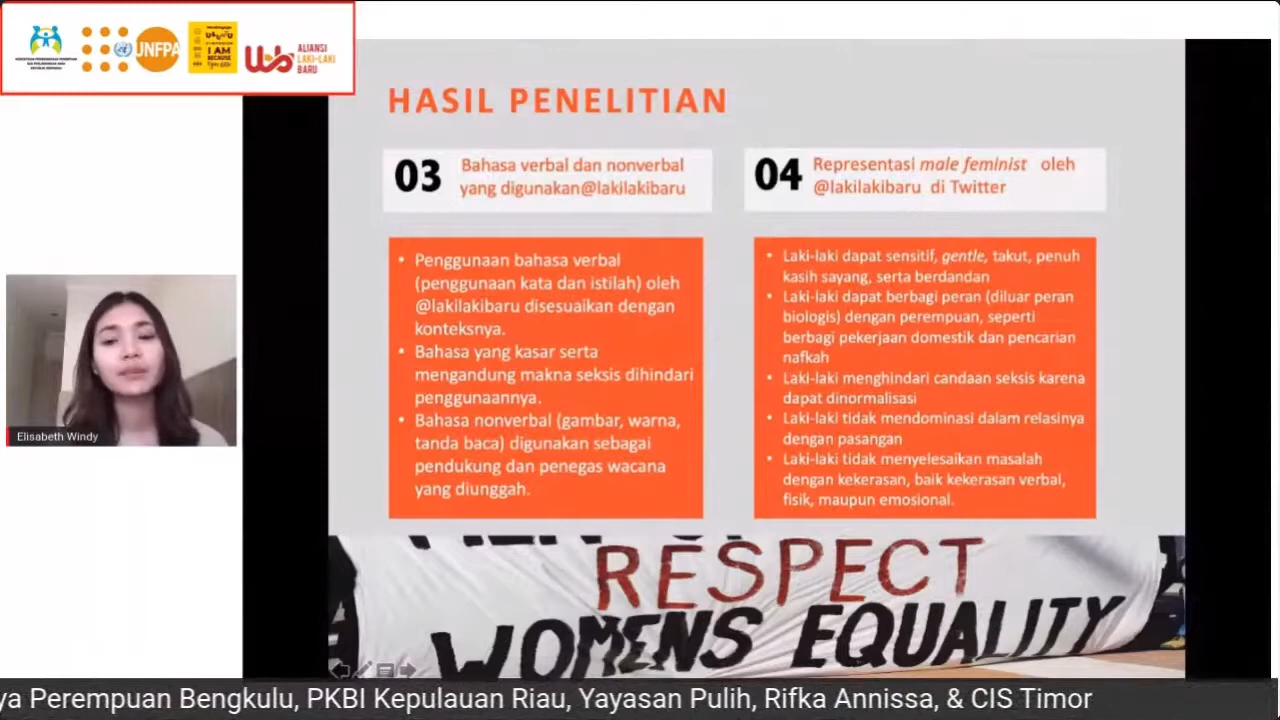 UNFPA
I AM
BECAUSE
ALIANSI
LAKI-LAKI
BARU
HASIL PENELITIAN
03
Bahasa verbal dan nonverbal
yang digunakan@lakilakibaru
• Penggunaan bahasa verbal
(penggunaan kata dan istilah) oleh
@lakilakibaru disesuaikan dengan
konteksnya.
• Bahasa yang kasar serta
mengandung makna seksis dihindari
penggunaannya.
• Bahasa nonverbal (gambar, warna,
tanda baca) digunakan sebagai
pendukung dan penegas wacana
yang diunggah.
04
Representasi male feminist oleh
@lakilakibaru di Twitter
• Laki-laki dapat sensitif, gentle, takut, penuh
kasih sayang, serta berdandan
• Laki-laki dapat berbagi peran (diluar peran
biologis) dengan perempuan, seperti
berbagi pekerjaan domestik dan pencarian
nafkah
• Laki-laki menghindari candaan seksis karena
dapat dinormalisasi
• Laki-laki tidak mendominasi dalam relasinya
dengan pasangan
• Laki-laki tidak menyelesaikan masalah
dengan kekerasan, baik kekerasan verbal,
fisik, maupun emosional.
Elisabeth Windy
RESPECT
WOMENS EQUALITY
ya Perempuan Bengkulu, PKBI Kepulauan Riau, Yayasan Pulih, Rifka Annissa, & CIS Timor